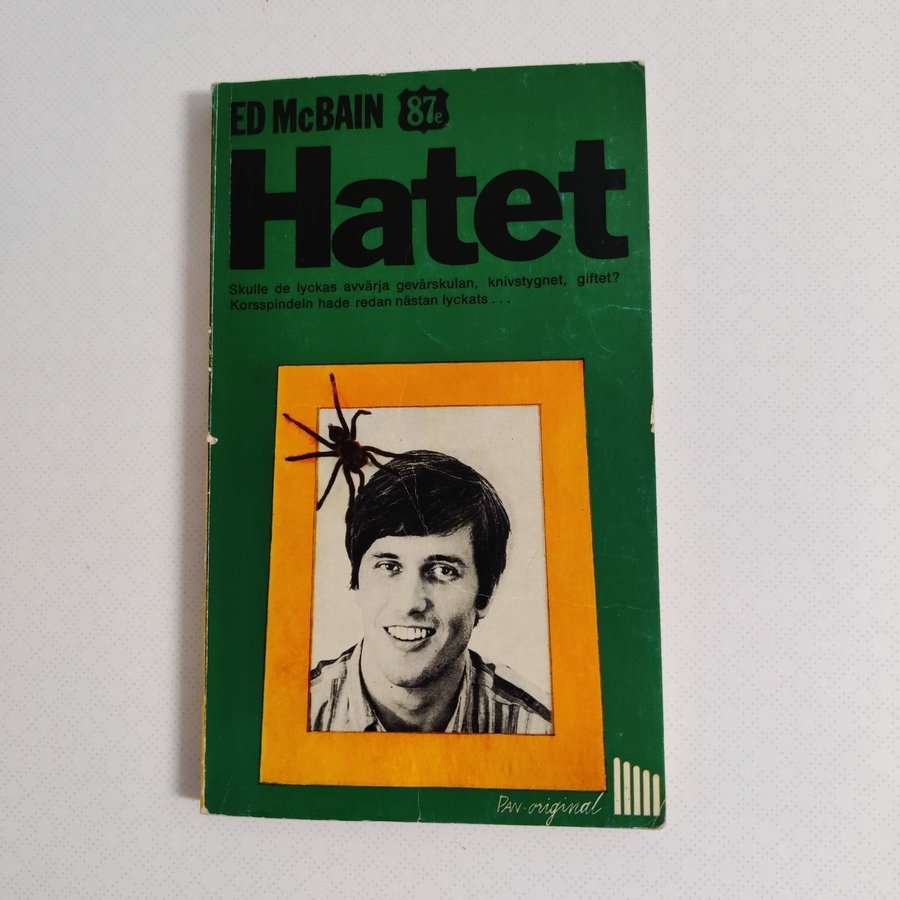 ED McBAIN 87e
Hatet
Skulle de lyckas avvärja gevärskulan, knivstygnet, giftet?
Korsspindeln hade redan nästan lyckats...
PAN-original